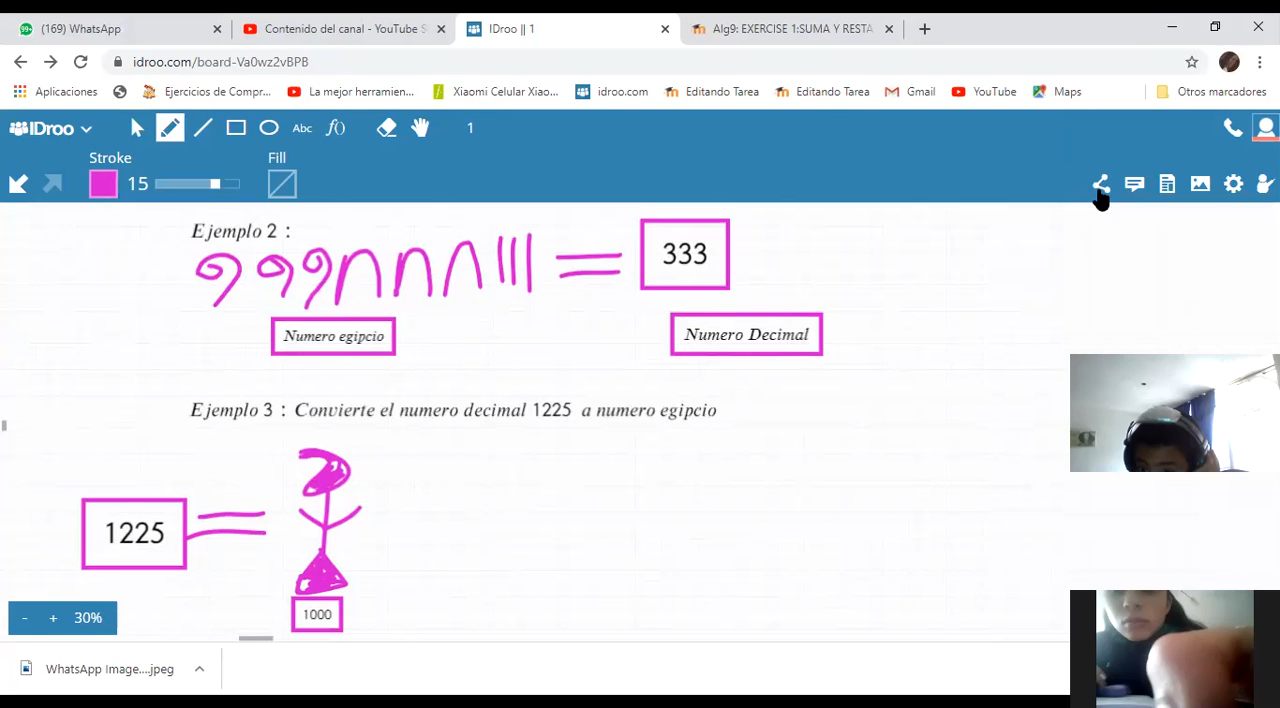 99+ (169) WhatsApp
Contenido del canal - YouTube S
IDroo || 1
Alg9: EXERCISE 1:SUMA Y RESTA
idroo.com/board-Va0wz2vBPB
Aplicaciones
Ejercicios de Compr...
La mejor herramien...
Xiaomi Celular Xiao...
idroo.com
Editando Tarea
Editando Tarea
Gmail
YouTube
Maps
Otros marcadores
IDroo
Abc
f()
1
Stroke
Fill
15
Ejemplo 2 :
333
Numero egipcio
Numero Decimal
Ejemplo 3 : Convierte el numero decimal 1225 a numero egipcio
1225
1000
- + 30%
WhatsApp Image....jpeg